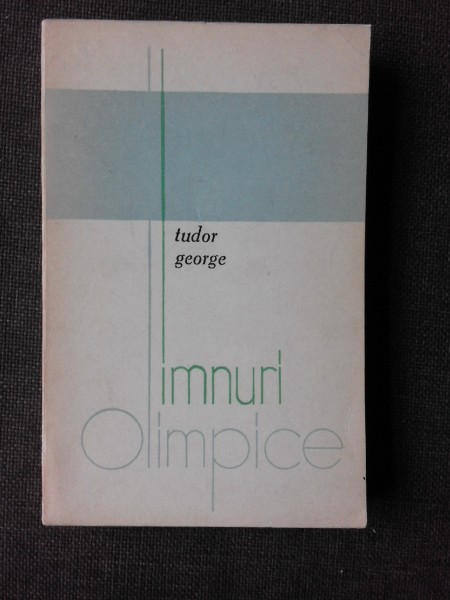 tudor
george
imnuri
Olimpice